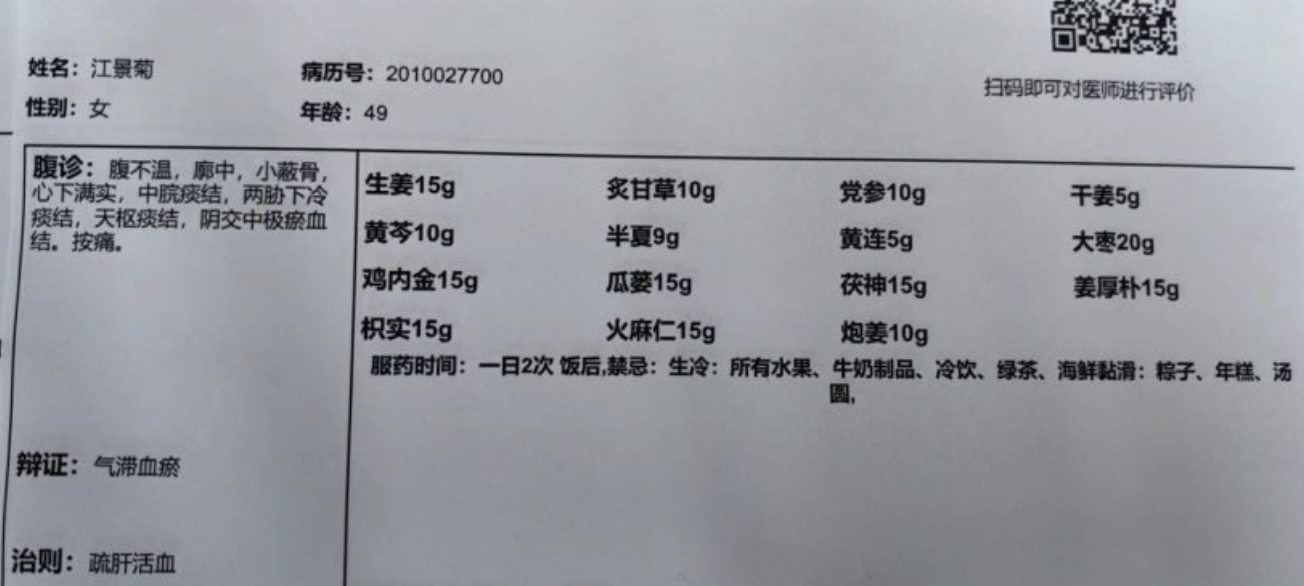 姓名：江景菊
病历号：2010027700
扫码即可对医师进行评价
性别：女
年龄：49
腹诊：腹不温，廓中，小蔽骨，
心下满实，中脘痰结，两胁下冷
痰结，天枢痰结，阴交中极瘀血
结。按痛。
生姜15g 炙甘草10g 党参10g 干姜5g
黄芩10g 半夏9g 黄连5g 大枣20g
鸡内金15g 瓜蒌15g 茯神15g 姜厚朴15g
枳实15g 火麻仁15g 炮姜10g
服药时间：一日2次 饭后,禁忌：生冷：所有水果、牛奶制品、冷饮、绿茶、海鲜黏滑：粽子、年糕、汤
圆,
辩证：气滞血瘀
治则：疏肝活血